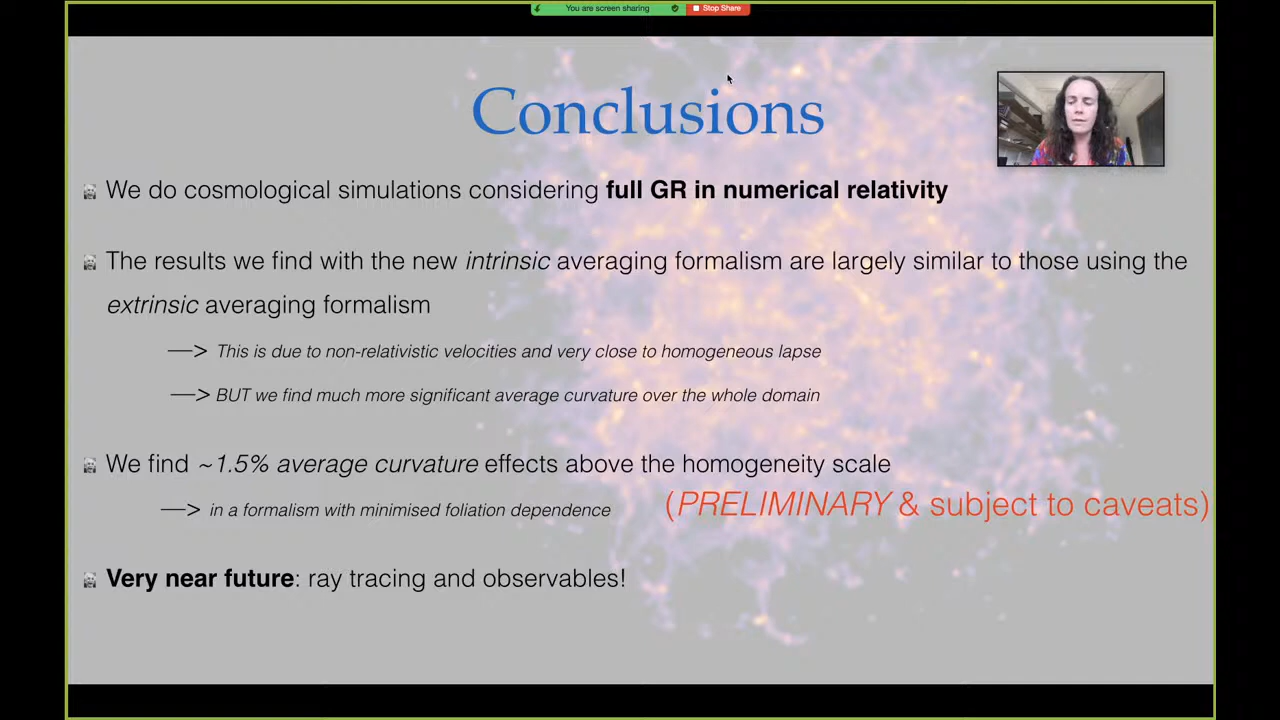 You are screen sharing
Stop Share
Conclusions
We do cosmological simulations considering full GR in numerical relativity
The results we find with the new intrinsic averaging formalism are largely similar to those using the
extrinsic averaging formalism
—> This is due to non-relativistic velocities and very close to homogeneous lapse
—> BUT we find much more significant average curvature over the whole domain
We find ~1.5% average curvature effects above the homogeneity scale
—> in a formalism with minimised foliation dependence
(PRELIMINARY & subject to caveats)
Very near future: ray tracing and observables!